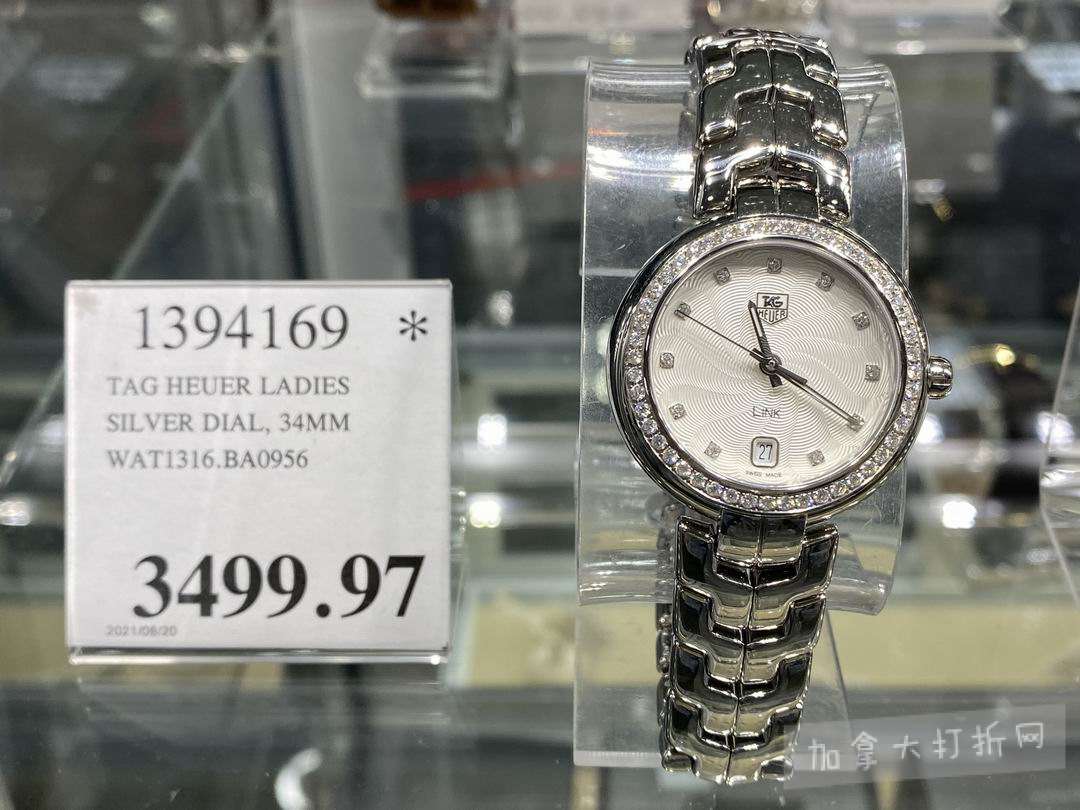 1394169 *
TAG HEUER LADIES
SILVER DIAL, 34MM
WAT1316.BA0956
3499.97
2021/06/20
TAG
HEUER
LINK
27
SWISS MADE
加拿大打折网